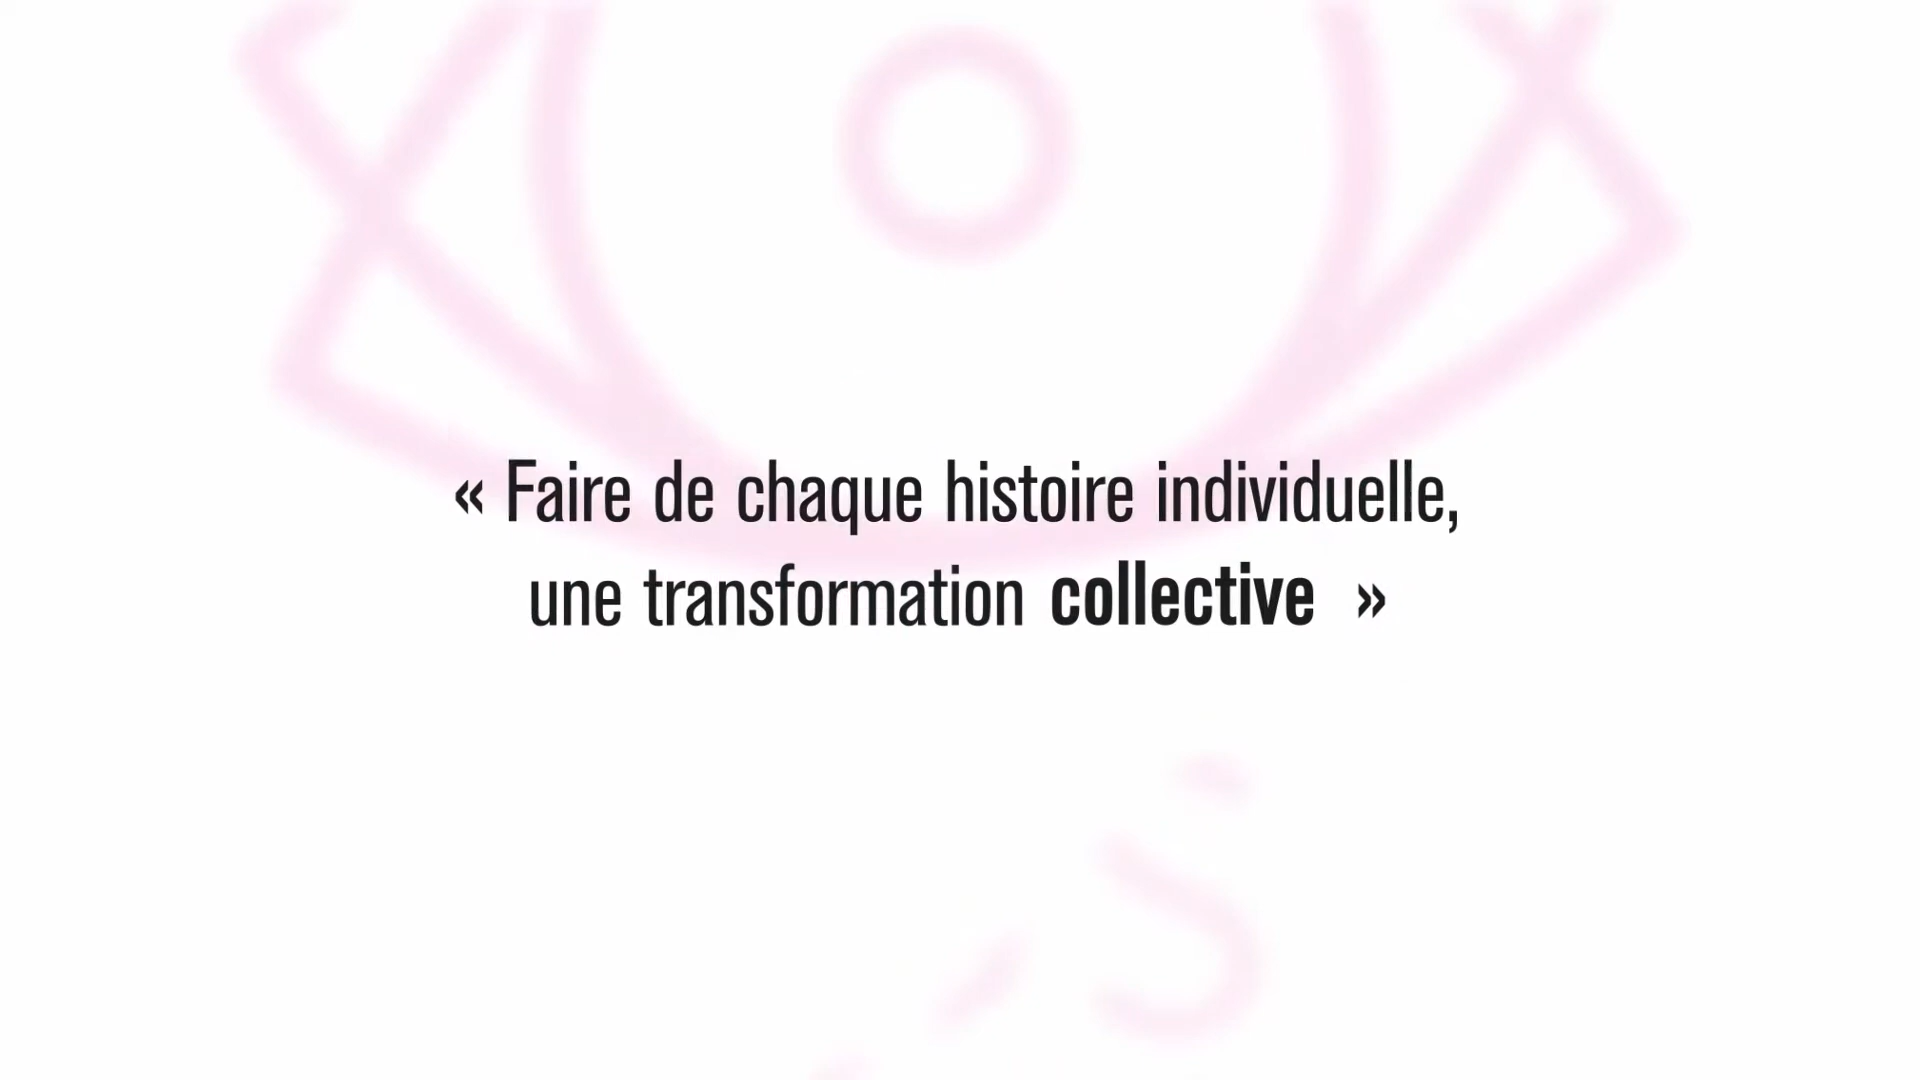 « Faire de chaque histoire individuelle,
une transformation collective »